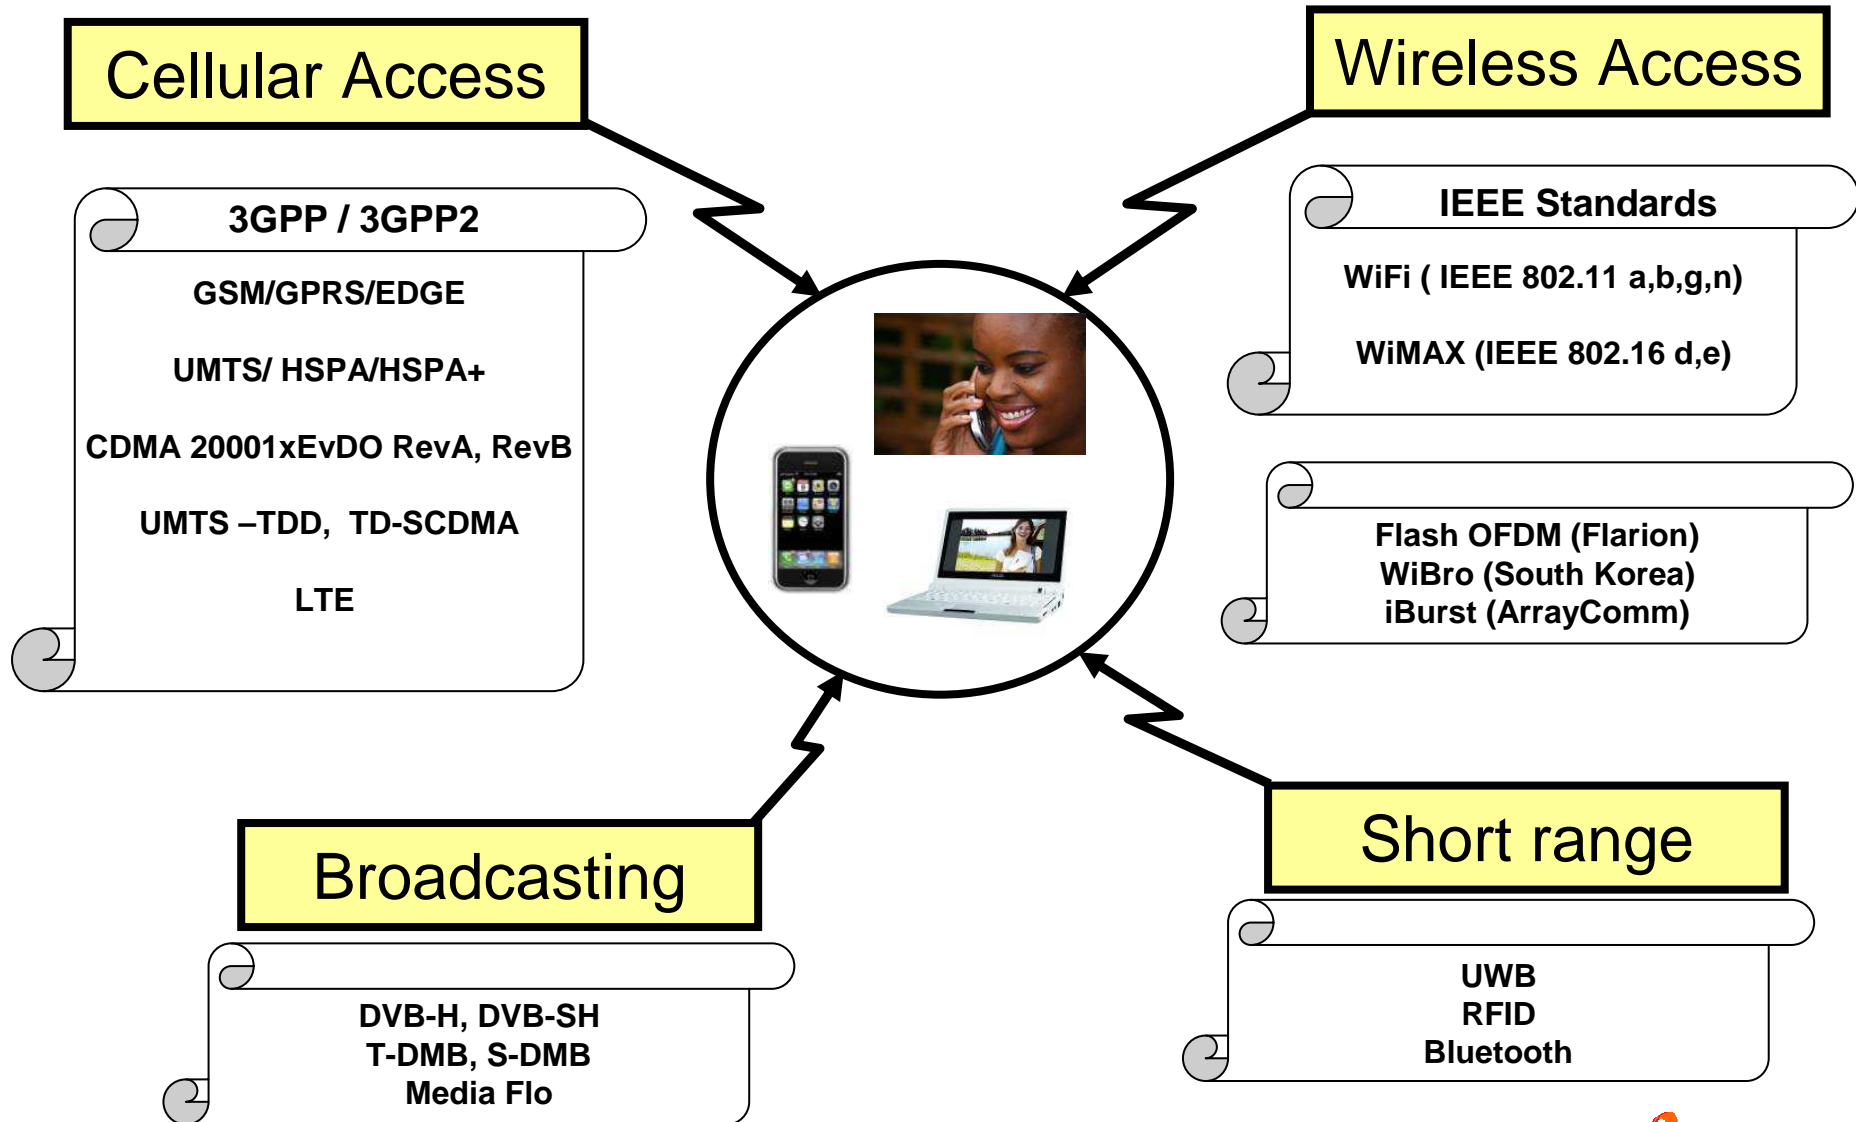 Cellular Access
Wireless Access
3GPP / 3GPP2
GSM/GPRS/EDGE
UMTS/ HSPA/HSPA+
CDMA 20001xEvDO RevA, RevB
UMTS –TDD, TD-SCDMA
LTE
IEEE Standards
WiFi ( IEEE 802.11 a,b,g,n)
WiMAX (IEEE 802.16 d,e)
Flash OFDM (Flarion)
WiBro (South Korea)
iBurst (ArrayComm)
Broadcasting
DVB-H, DVB-SH
T-DMB, S-DMB
Media Flo
Short range
UWB
RFID
Bluetooth